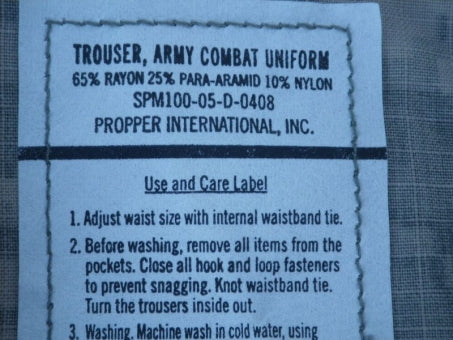 TROUSER, ARMY COMBAT UNIFORM
65% RAYON 25% PARA-ARAMID 10% NYLON
SPM100-05-D-0408
PROPPER INTERNATIONAL, INC.
Use and Care Label
1. Adjust waist size with internal waistband tie.
2. Before washing, remove all items from the
pockets. Close all hook and loop fasteners
to prevent snagging. Knot waistband tie.
Turn the trousers inside out.
3. Washing. Machine wash in cold water, using